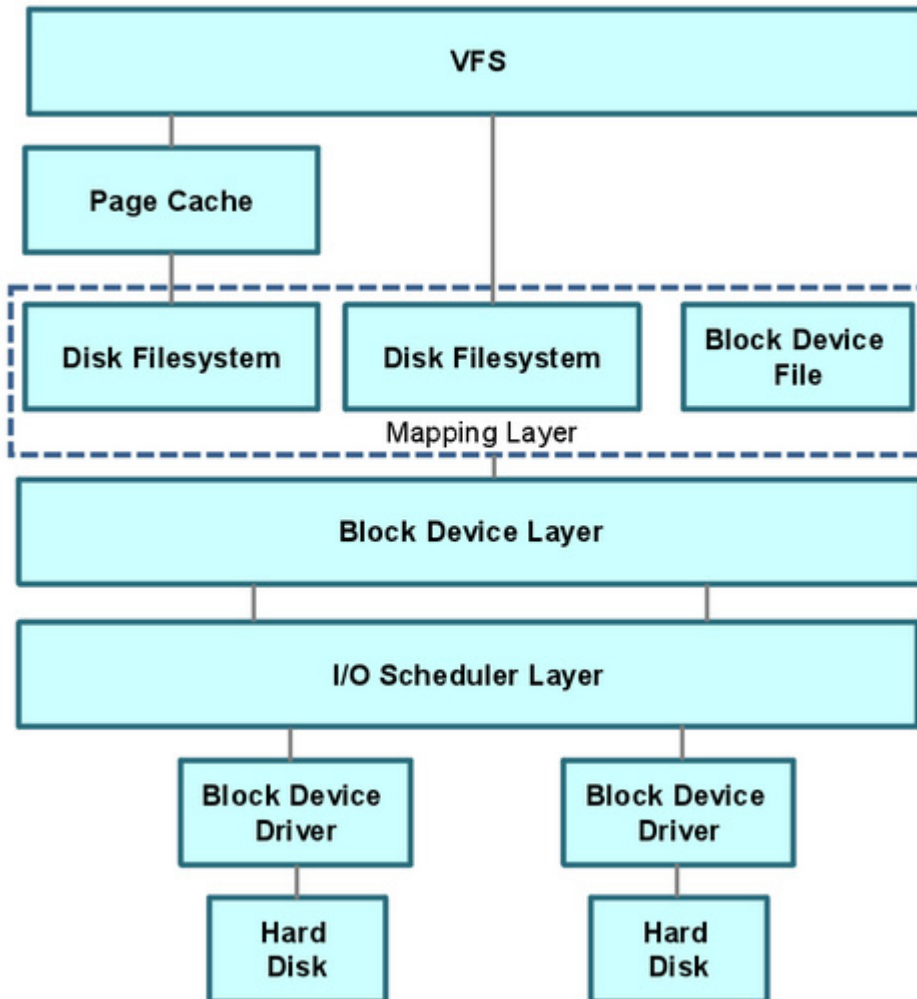 VFS
Page Cache
Disk Filesystem
Disk Filesystem
Block Device
File
Mapping Layer
Block Device Layer
I/O Scheduler Layer
Block Device
Driver
Block Device
Driver
Hard
Disk
Hard
Disk